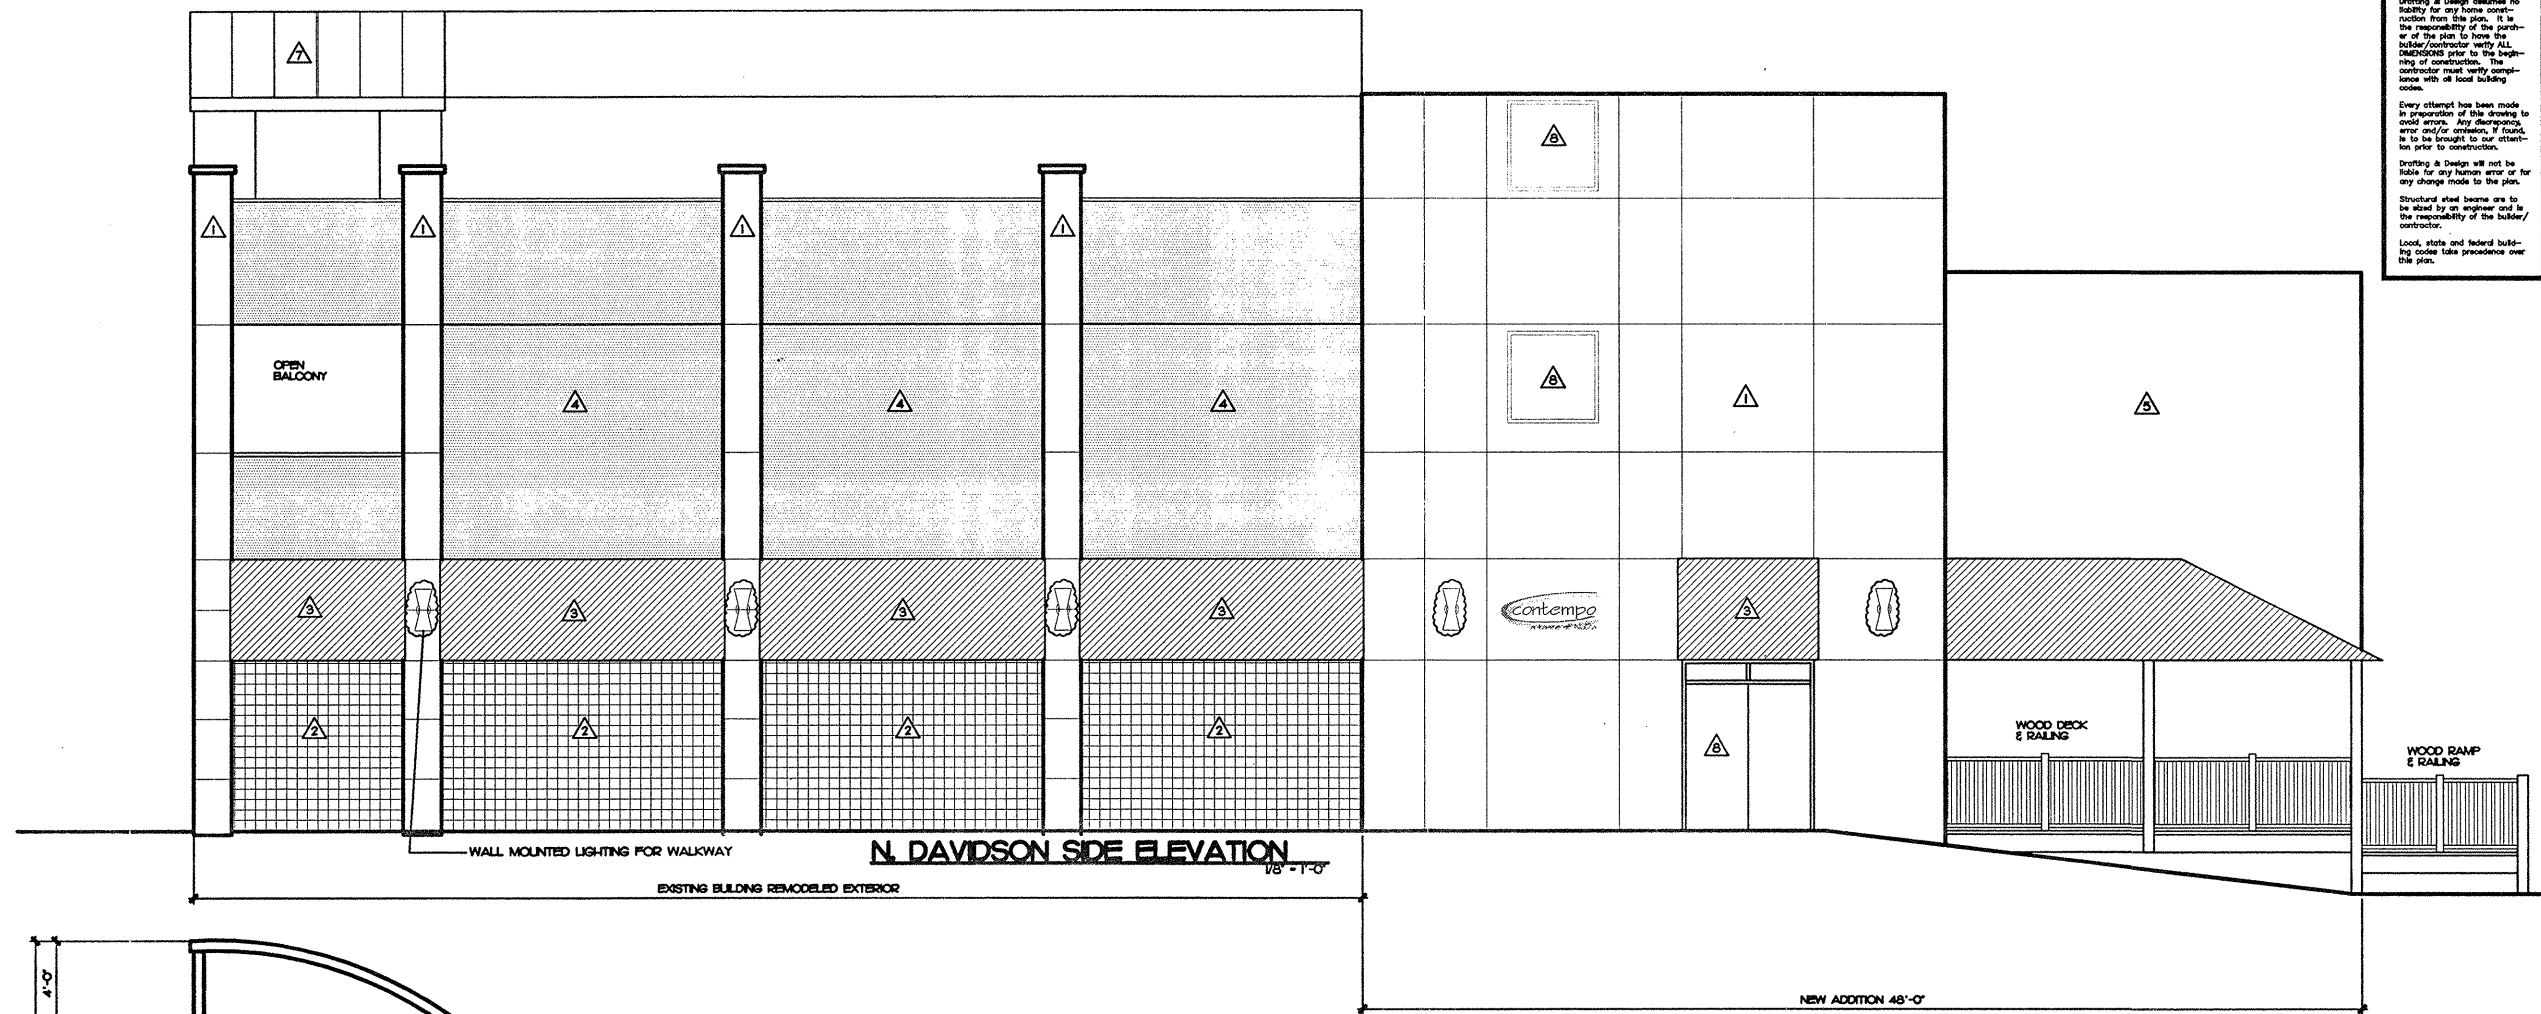 Drafting & Design assumes no
liability for any home const-
ruction from this plan. It is
the responsibility of the purch-
er of the plan to have the
builder/contractor verify ALL
DIMENSIONS prior to the begin-
ning of construction. The
contractor must verify compl-
iance with all local building
codes.
Every attempt has been made
in preparation of this drawing to
avoid errors. Any discrepancy,
error and/or omission, if found,
is to be brought to our attent-
ion prior to construction.
Drafting & Design will not be
liable for any human error or for
any change made to the plan.
Structural steel beams are to
be sized by an engineer and is
the responsibility of the builder/
contractor.
Local, state and federal build-
ing codes take precedence over
this plan.
7
8
1 1 1 1
OPEN
BALCONY
8
4 4 4 1 5
3 3 3 3 contempo 3
2 2 2 2 8
WOOD DECK
& RAILING
WOOD RAMP
& RAILING
WALL MOUNTED LIGHTING FOR WALKWAY
N. DAVIDSON SIDE ELEVATION
1/8" = 1'-0"
EXISTING BUILDING REMODELED EXTERIOR
4'-0"
NEW ADDITION 48'-0"